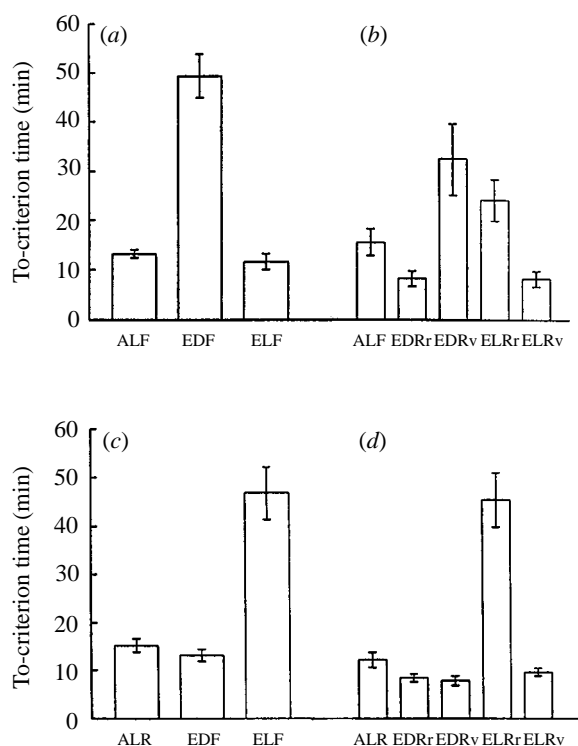 (a) (b)
To-criterion time (min)
60
50
40
30
20
10
0
ALF EDF ELF ALF EDRr EDRv ELRr ELRv
(c) (d)
To-criterion time (min)
60
50
40
30
20
10
0
ALR EDF ELF ALR EDRr EDRv ELRr ELRv